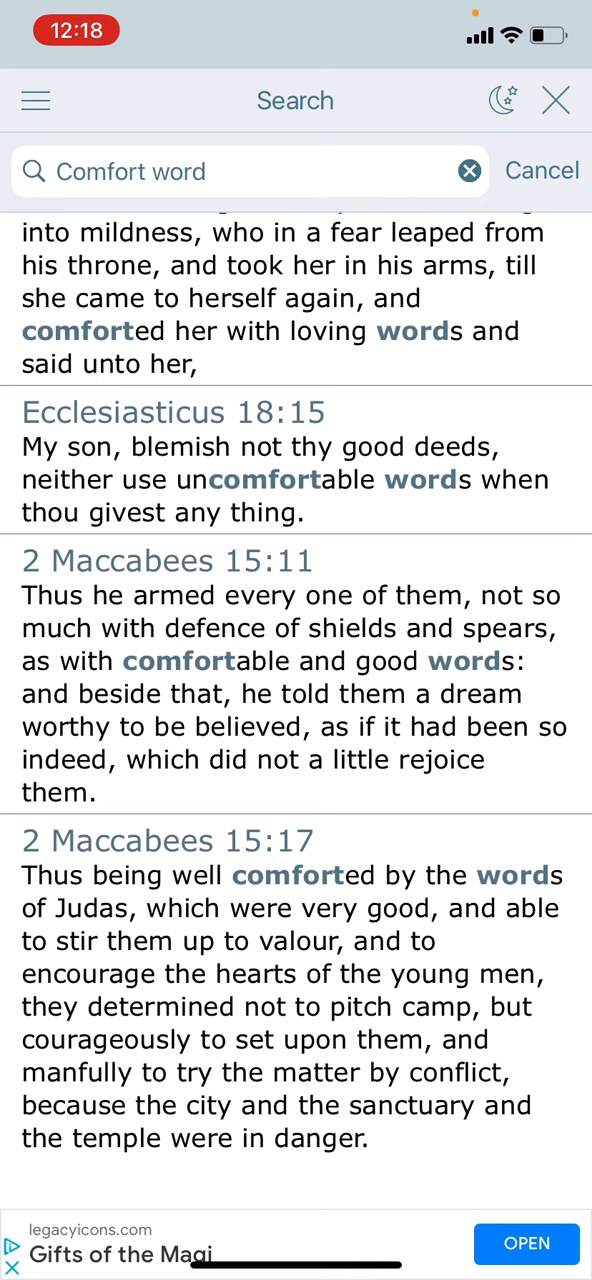 12:18
Search
Comfort word
Cancel
into mildness, who in a fear leaped from
his throne, and took her in his arms, till
she came to herself again, and
comforted her with loving words and
said unto her,
Ecclesiasticus 18:15
My son, blemish not thy good deeds,
neither use uncomfortable words when
thou givest any thing.
2 Maccabees 15:11
Thus he armed every one of them, not so
much with defence of shields and spears,
as with comfortable and good words:
and beside that, he told them a dream
worthy to be believed, as if it had been so
indeed, which did not a little rejoice
them.
2 Maccabees 15:17
Thus being well comforted by the words
of Judas, which were very good, and able
to stir them up to valour, and to
encourage the hearts of the young men,
they determined not to pitch camp, but
courageously to set upon them, and
manfully to try the matter by conflict,
because the city and the sanctuary and
the temple were in danger.
legacyicons.com
Gifts of the Magi
OPEN